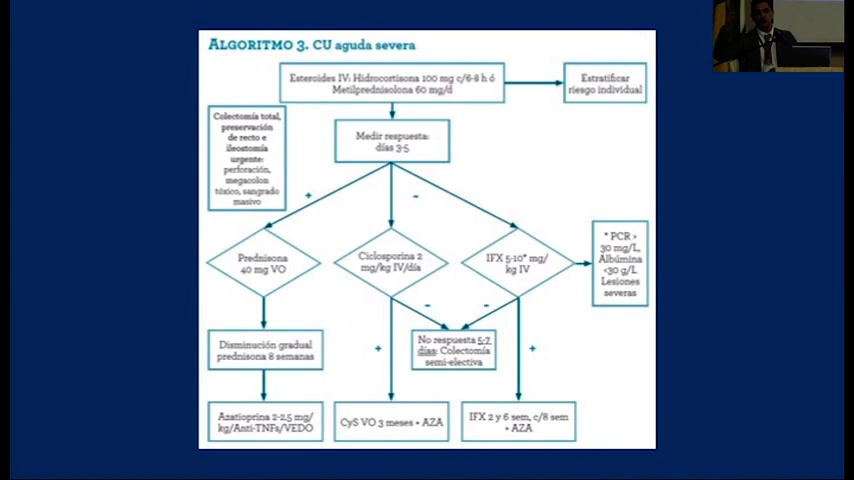 ALGORITMO 3. CU aguda severa
Esteroides IV: Hidrocortisona 100 mg c/6-8 h ó
Metilprednisolona 60 mg/d
Estratificar
riesgo individual
Colectomía total,
preservación
de recto e
ileostomía
urgente:
perforación,
megacolon
tóxico, sangrado
masivo
Medir respuesta:
días 3-5
+
-
Prednisona
40 mg VO
Ciclosporina 2
mg/kg IV/día
IFX 5-10* mg/
kg IV
* PCR >
30 mg/L,
Albúmina
<30 g/L
Lesiones
severas
-
-
Disminución gradual
prednisona 8 semanas
+
No respuesta 5-7
días: Colectomía
semi-electiva
+
Azatioprina 2-2.5 mg/
kg/Anti-TNFs/VEDO
CyS VO 3 meses + AZA
IFX 2 y 6 sem, c/8 sem
+ AZA